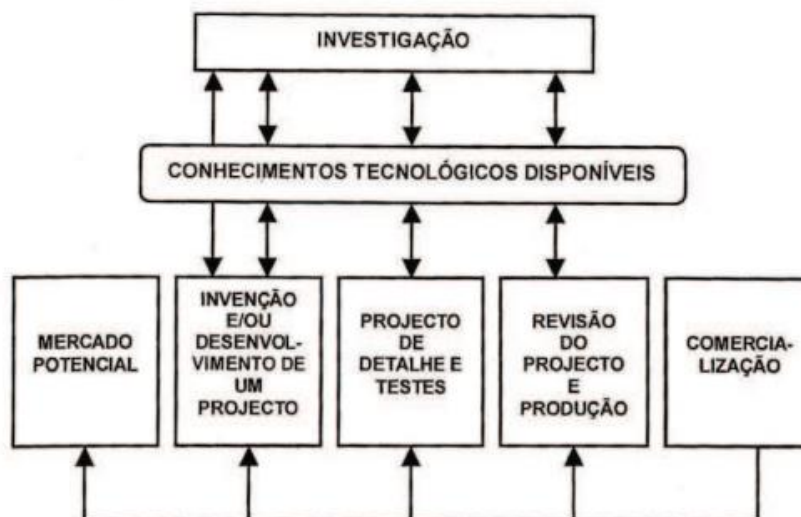 INVESTIGAÇÃO
CONHECIMENTOS TECNOLÓGICOS DISPONÍVEIS
MERCADO
POTENCIAL
INVENÇÃO
E/OU
DESENVOL-
VIMENTO DE
UM
PROJECTO
PROJECTO
DE
DETALHE E
TESTES
REVISÃO
DO
PROJECTO
E
PRODUÇÃO
COMERCIA-
LIZAÇÃO